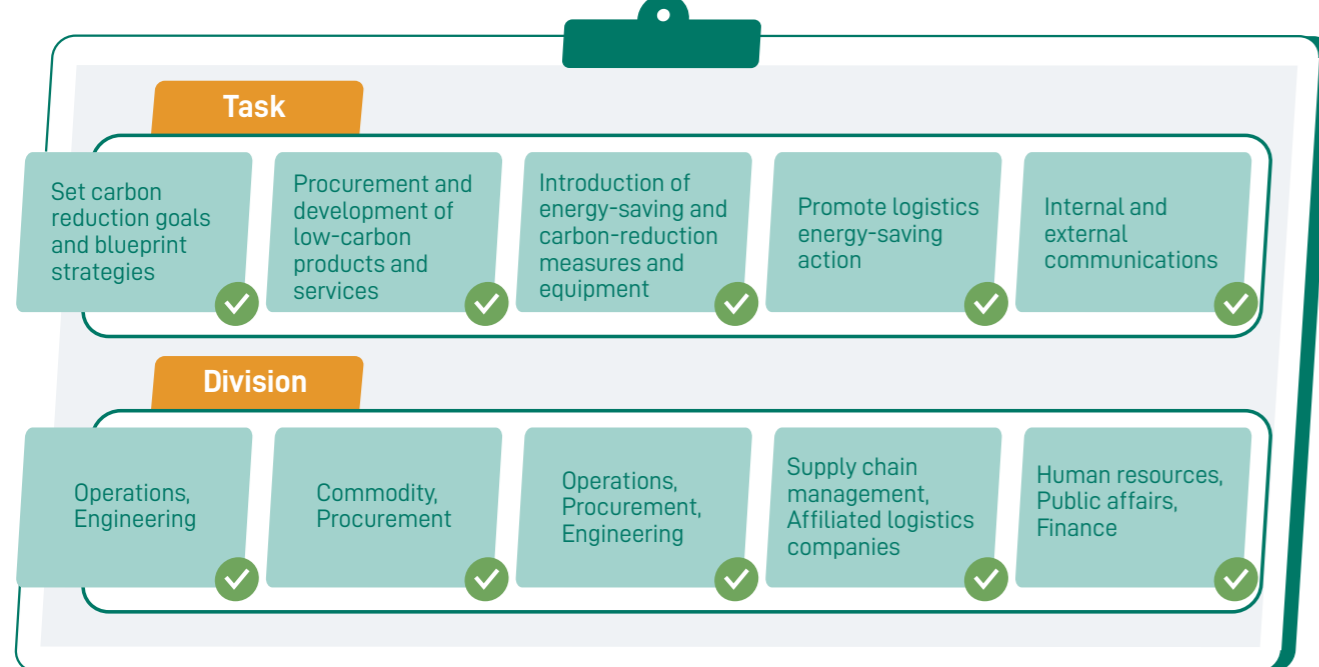 Task
Set carbon
reduction goals
and blueprint
strategies
Procurement and
development of
low-carbon
products and
services
Introduction of
energy-saving and
carbon-reduction
measures and
equipment
Promote logistics
energy-saving
action
Internal and
external
communications
Division
Operations,
Engineering
Commodity,
Procurement
Operations,
Procurement,
Engineering
Supply chain
management,
Affiliated logistics
companies
Human resources,
Public affairs,
Finance